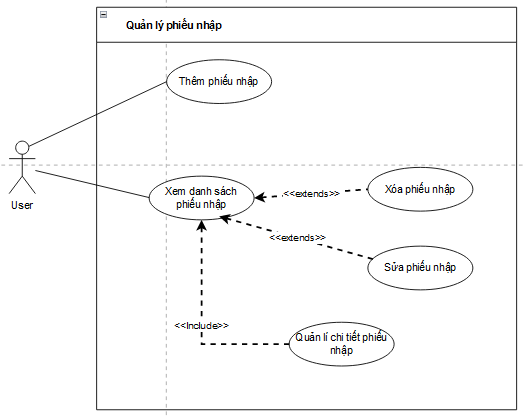 Quản lý phiếu nhập
Thêm phiếu nhập
Xem danh sách
phiếu nhập
<<extends>>
Xóa phiếu nhập
User
<<extends>>
Sửa phiếu nhập
<<Include>>
Quản lí chi tiết phiếu
nhập